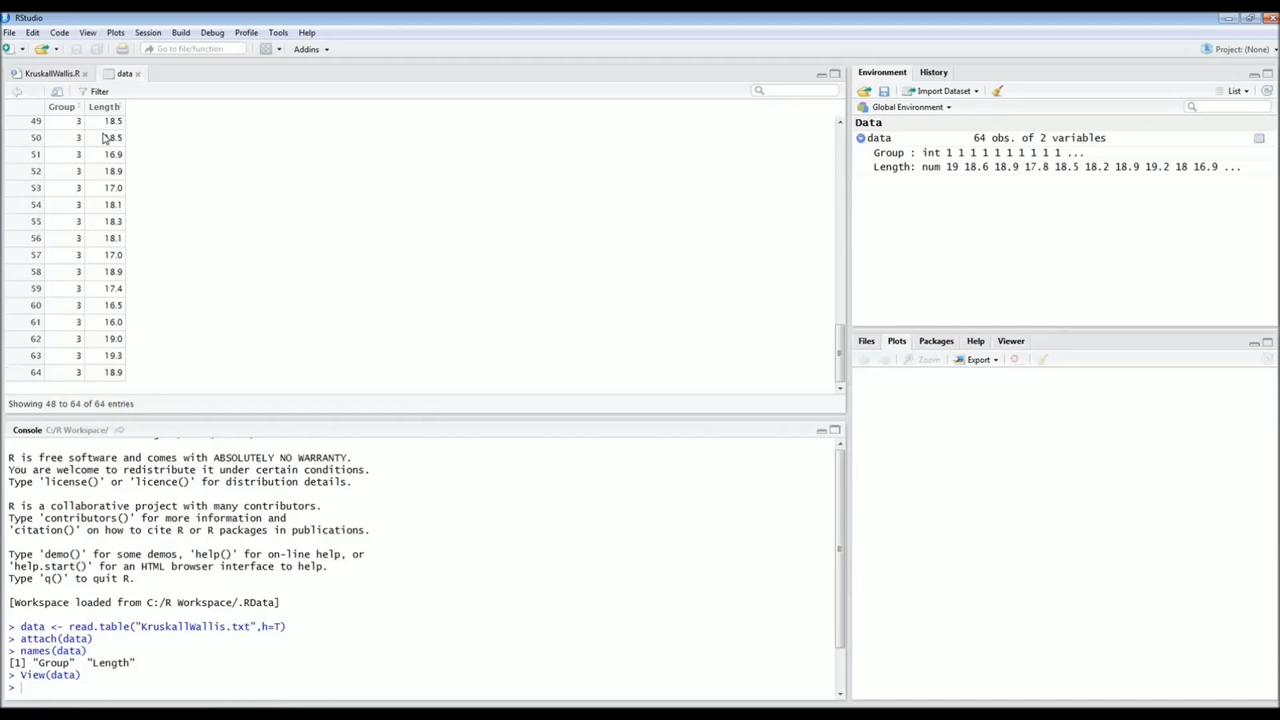 RStudio
File Edit Code View Plots Session Build Debug Profile Tools Help
Go to file/function Addins Project: (None)
KruskallWallis.R data
Filter
Group Length
49 3 18.5
50 3 8.5
51 3 16.9
52 3 18.9
53 3 17.0
54 3 18.1
55 3 18.3
56 3 18.1
57 3 17.0
58 3 18.9
59 3 17.4
60 3 16.5
61 3 16.0
62 3 19.0
63 3 19.3
64 3 18.9
Showing 48 to 64 of 64 entries
Console C:/R Workspace/
R is free software and comes with ABSOLUTELY NO WARRANTY.
You are welcome to redistribute it under certain conditions.
Type 'license()' or 'licence()' for distribution details.
R is a collaborative project with many contributors.
Type 'contributors()' for more information and
'citation()' on how to cite R or R packages in publications.
Type 'demo()' for some demos, 'help()' for on-line help, or
'help.start()' for an HTML browser interface to help.
Type 'q()' to quit R.
[Workspace loaded from C:/R Workspace/.RData]
> data <- read.table("KruskallWallis.txt",h=T)
> attach(data)
> names(data)
[1] "Group" "Length"
> View(data)
>
Environment History
Import Dataset List
Global Environment
Data
data 64 obs. of 2 variables
Group : int 1 1 1 1 1 1 1 1 1 1 ...
Length: num 19 18.6 18.9 17.8 18.5 18.2 18.9 19.2 18 16.9 ...
Files Plots Packages Help Viewer
Zoom Export